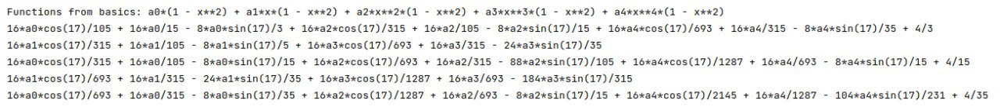 Functions from basics: a0*(1 - x**2) + a1*x*(1 - x**2) + a2*x**2*(1 - x**2) + a3*x**3*(1 - x**2) + a4*x**4*(1 - x**2)
16*a0*cos(17)/105 + 16*a0/15 - 8*a0*sin(17)/3 + 16*a2*cos(17)/315 + 16*a2/105 - 8*a2*sin(17)/15 + 16*a4*cos(17)/693 + 16*a4/315 - 8*a4*sin(17)/35 + 4/3
16*a1*cos(17)/315 + 16*a1/105 - 8*a1*sin(17)/5 + 16*a3*cos(17)/693 + 16*a3/315 - 24*a3*sin(17)/35
16*a0*cos(17)/315 + 16*a0/105 - 8*a0*sin(17)/15 + 16*a2*cos(17)/693 + 16*a2/315 - 88*a2*sin(17)/105 + 16*a4*cos(17)/1287 + 16*a4/693 - 8*a4*sin(17)/15 + 4/15
16*a1*cos(17)/693 + 16*a1/315 - 24*a1*sin(17)/35 + 16*a3*cos(17)/1287 + 16*a3/693 - 184*a3*sin(17)/315
16*a0*cos(17)/693 + 16*a0/315 - 8*a0*sin(17)/35 + 16*a2*cos(17)/1287 + 16*a2/693 - 8*a2*sin(17)/15 + 16*a4*cos(17)/2145 + 16*a4/1287 - 104*a4*sin(17)/231 + 4/35